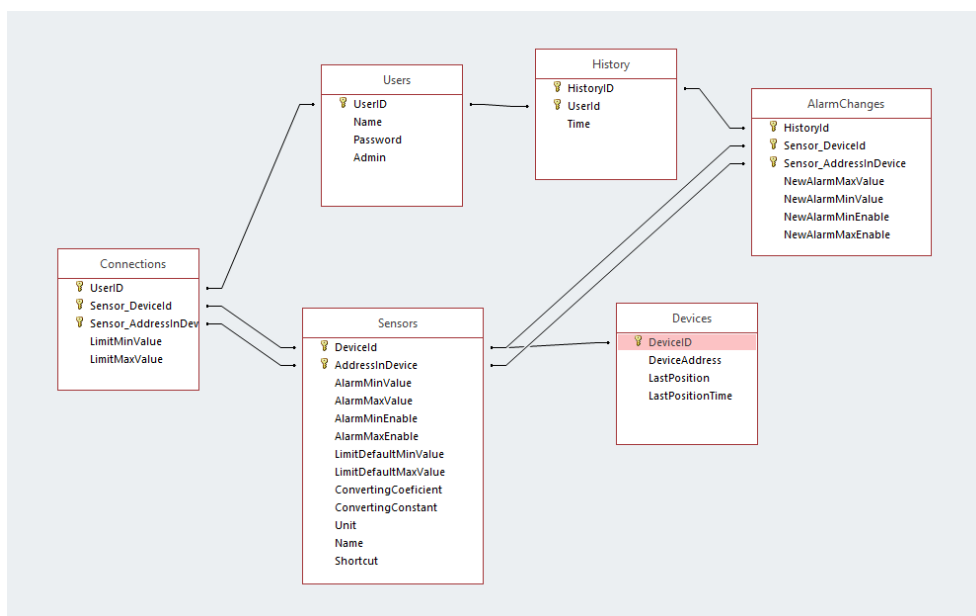 Users
UserID
Name
Password
Admin
History
HistoryID
UserId
Time
AlarmChanges
HistoryId
Sensor_DeviceId
Sensor_AddressInDevice
NewAlarmMaxValue
NewAlarmMinValue
NewAlarmMinEnable
NewAlarmMaxEnable
Connections
UserID
Sensor_DeviceId
Sensor_AddressInDev
LimitMinValue
LimitMaxValue
Sensors
DeviceId
AddressInDevice
AlarmMinValue
AlarmMaxValue
AlarmMinEnable
AlarmMaxEnable
LimitDefaultMinValue
LimitDefaultMaxValue
ConvertingCoeficient
ConvertingConstant
Unit
Name
Shortcut
Devices
DeviceID
DeviceAddress
LastPosition
LastPositionTime